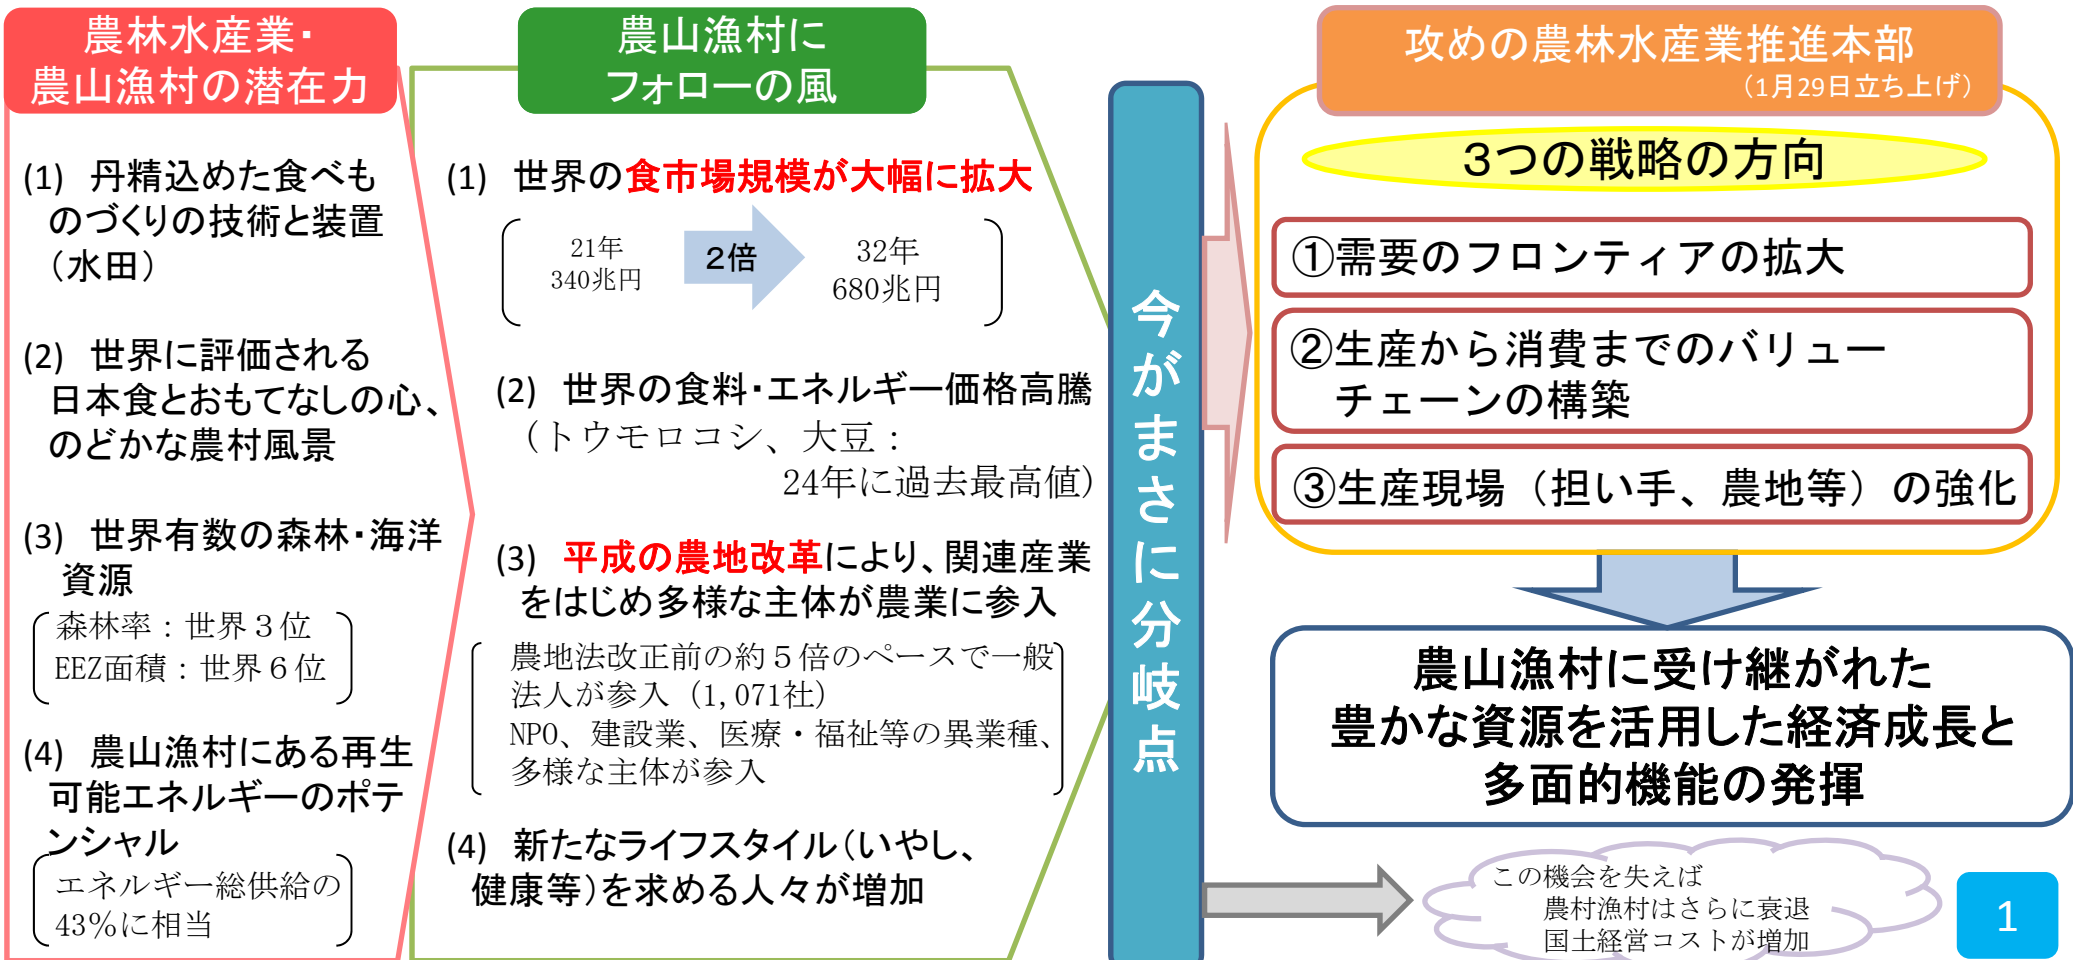 農林水産業・
農山漁村の潜在力
(1) 丹精込めた食べも
のづくりの技術と装置
（水田）
(2) 世界に評価される
日本食とおもてなしの心、
のどかな農村風景
(3) 世界有数の森林・海洋
資源
森林率：世界３位
EEZ面積：世界６位
(4) 農山漁村にある再生
可能エネルギーのポテ
ンシャル
エネルギー総供給の
43％に相当
農山漁村に
フォローの風
(1) 世界の食市場規模が大幅に拡大
21年
340兆円
２倍
32年
680兆円
(2) 世界の食料・エネルギー価格高騰
（トウモロコシ、大豆：
24年に過去最高値）
(3) 平成の農地改革により、関連産業
をはじめ多様な主体が農業に参入
農地法改正前の約５倍のペースで一般
法人が参入（1,071社）
NPO、建設業、医療・福祉等の異業種、
多様な主体が参入
(4) 新たなライフスタイル（いやし、
健康等）を求める人々が増加
今がまさに分岐点
攻めの農林水産業推進本部
（1月29日立ち上げ）
３つの戦略の方向
①需要のフロンティアの拡大
②生産から消費までのバリュー
チェーンの構築
③生産現場（担い手、農地等）の強化
農山漁村に受け継がれた
豊かな資源を活用した経済成長と
多面的機能の発揮
この機会を失えば
農村漁村はさらに衰退
国土経営コストが増加
1